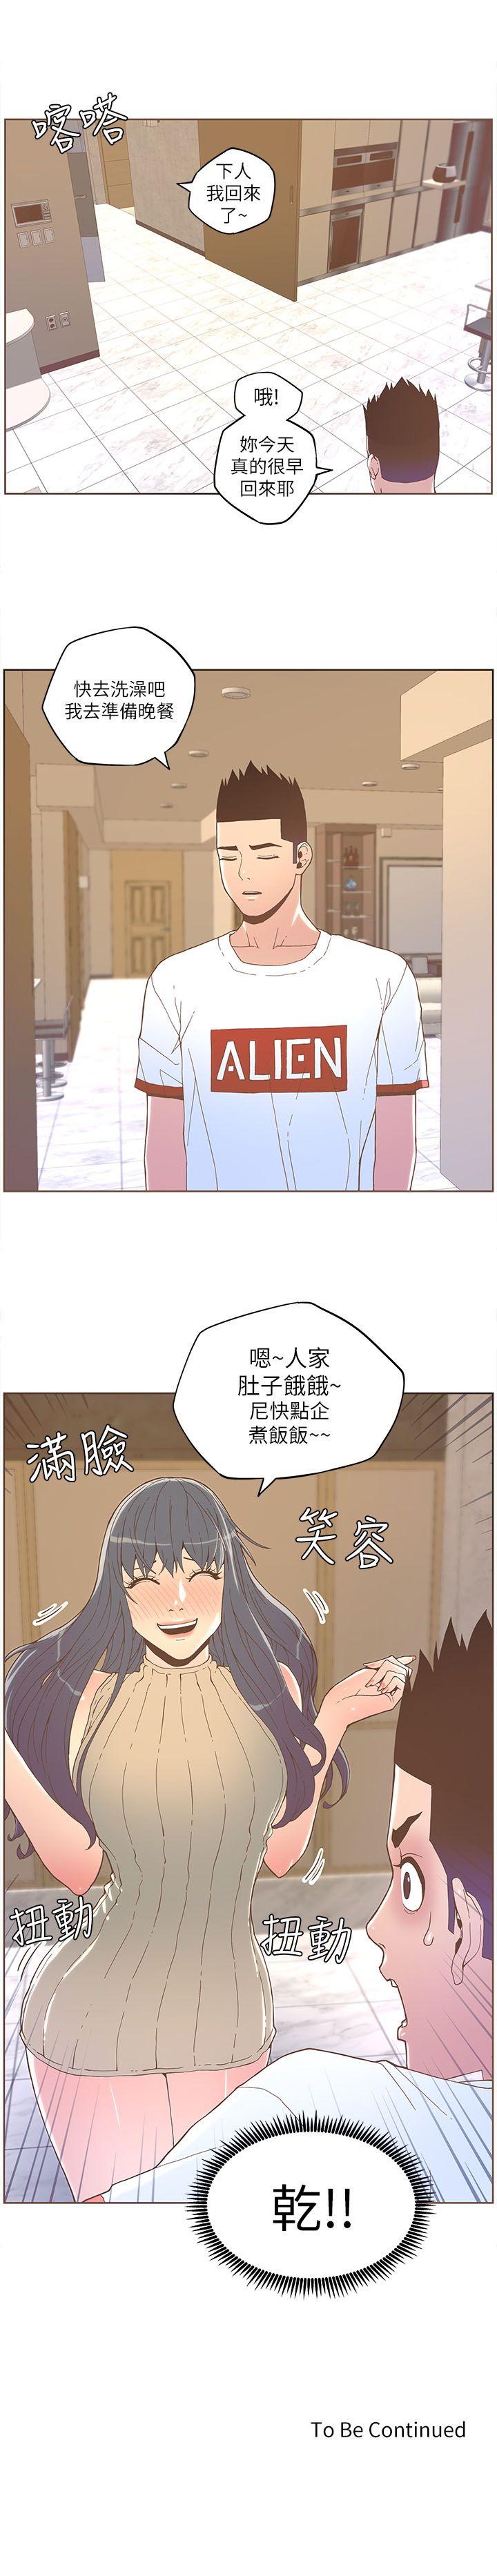 喀嗒
下人
我回來
了~
哦!
妳今天
真的很早
回來耶
快去洗澡吧
我去準備晚餐
ALIEN
嗯~人家
肚子餓餓~
尼快點企
煮飯飯~~
滿臉
笑容
扭動
扭動
乾!!
To Be Continued